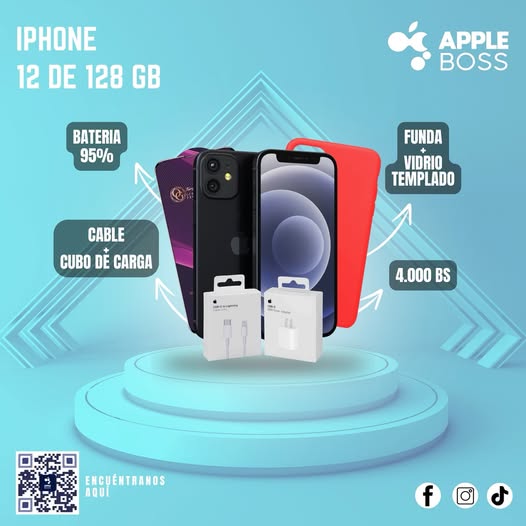 IPHONE
12 DE 128 GB
APPLE
BOSS
BATERIA
95%
FUNDA
+
VIDRIO
TEMPLADO
CABLE
+
CUBO DE CARGA
4.000 BS
ENCUÉNTRANOS
AQUÍ